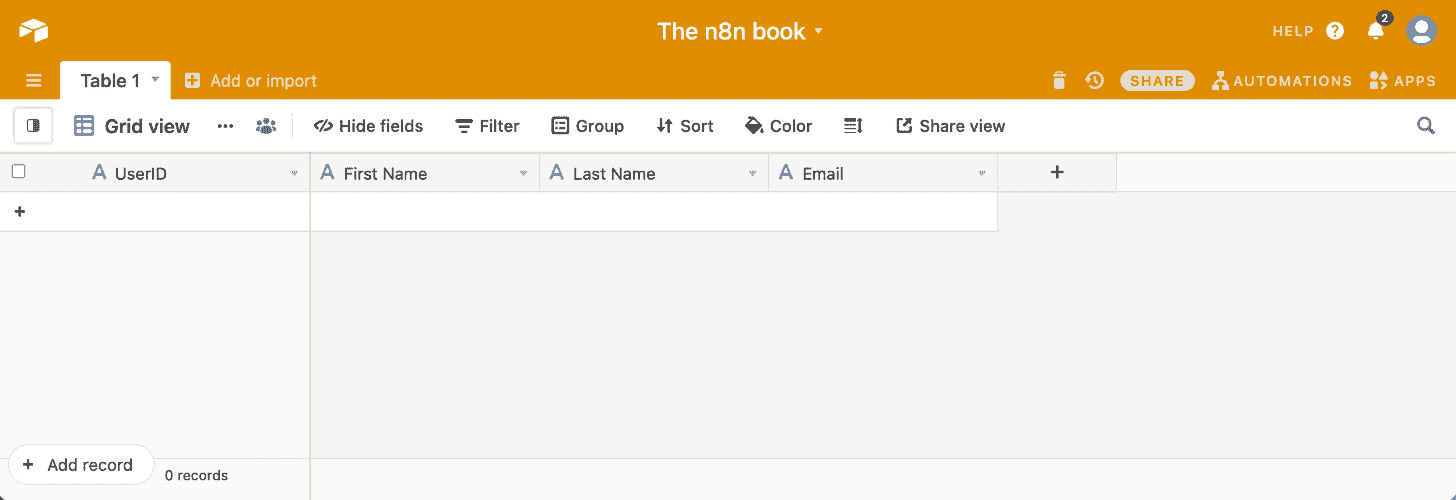 The n8n book
HELP ? 2
Table 1 Add or import SHARE AUTOMATIONS APPS
Grid view ... Hide fields Filter Group Sort Color Share view
A UserID A First Name A Last Name A Email +
+
+ Add record 0 records